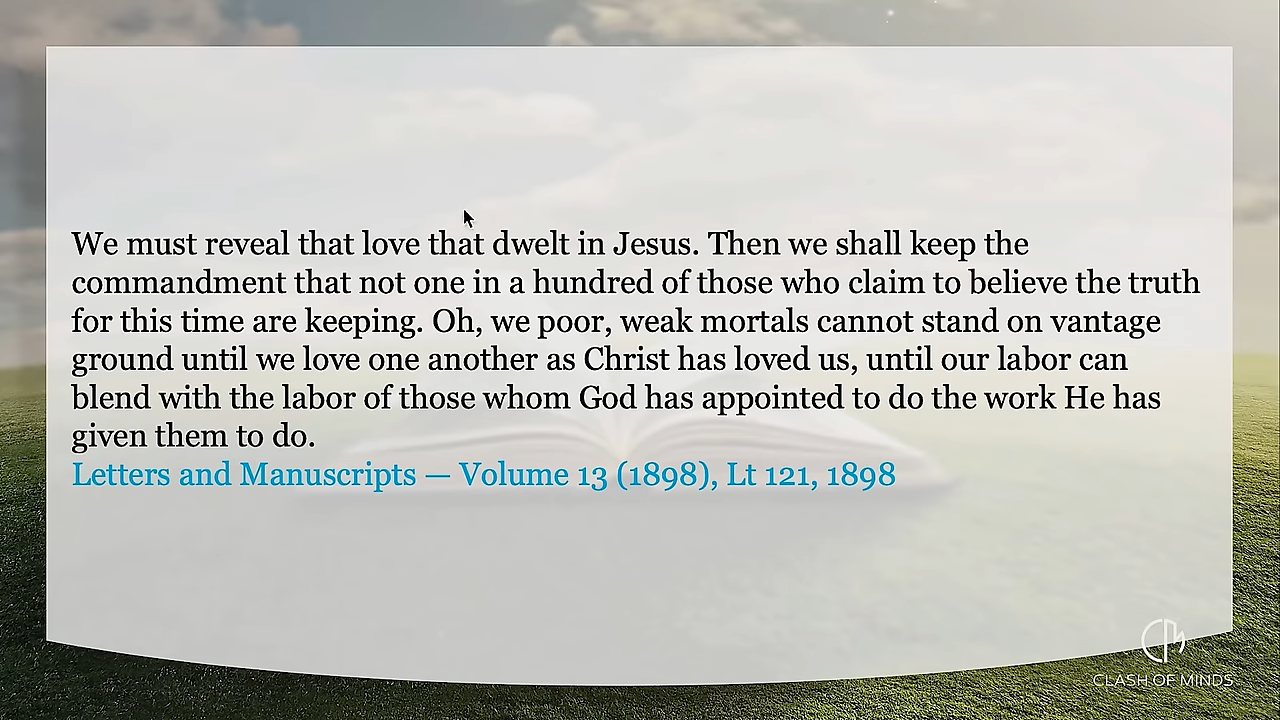 We must reveal that love that dwelt in Jesus. Then we shall keep the
commandment that not one in a hundred of those who claim to believe the truth
for this time are keeping. Oh, we poor, weak mortals cannot stand on vantage
ground until we love one another as Christ has loved us, until our labor can
blend with the labor of those whom God has appointed to do the work He has
given them to do.
Letters and Manuscripts — Volume 13 (1898), Lt 121, 1898
CLASH OF MINDS